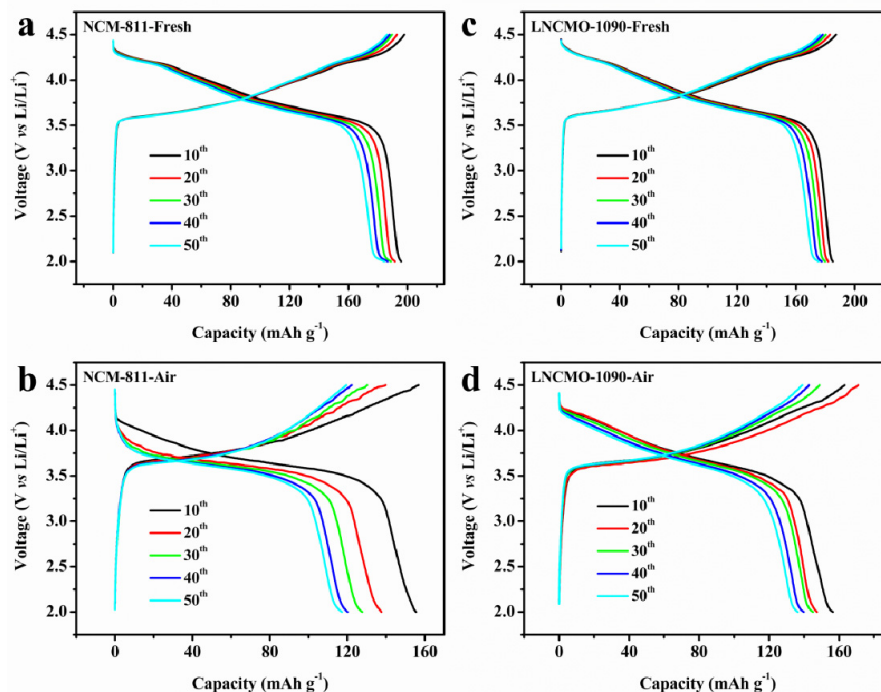 a
NCM-811-Fresh
4.5
4.0
3.5
3.0
2.5
2.0
Voltage (V vs Li/Li⁺)
10ᵗʰ
20ᵗʰ
30ᵗʰ
40ᵗʰ
50ᵗʰ
0 40 80 120 160 200
Capacity (mAh g⁻¹)
c
LNCMO-1090-Fresh
4.5
4.0
3.5
3.0
2.5
2.0
Voltage (V vs Li/Li⁺)
10ᵗʰ
20ᵗʰ
30ᵗʰ
40ᵗʰ
50ᵗʰ
0 40 80 120 160 200
Capacity (mAh g⁻¹)
b
NCM-811-Air
4.5
4.0
3.5
3.0
2.5
2.0
Voltage (V vs Li/Li⁺)
10ᵗʰ
20ᵗʰ
30ᵗʰ
40ᵗʰ
50ᵗʰ
0 40 80 120 160
Capacity (mAh g⁻¹)
d
LNCMO-1090-Air
4.5
4.0
3.5
3.0
2.5
2.0
Voltage (V vs Li/Li⁺)
10ᵗʰ
20ᵗʰ
30ᵗʰ
40ᵗʰ
50ᵗʰ
0 40 80 120 160
Capacity (mAh g⁻¹)